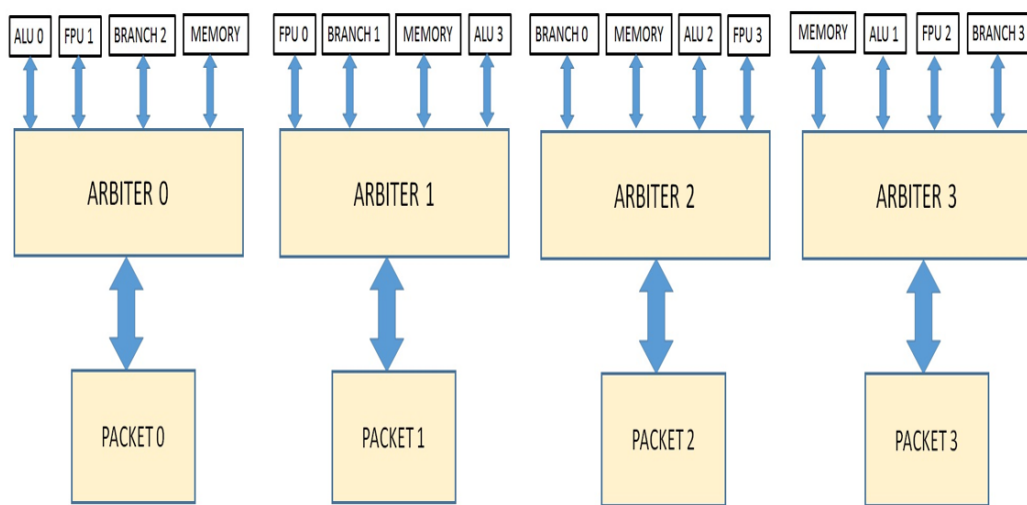 ALU 0
FPU 1
BRANCH 2
MEMORY
FPU 0
BRANCH 1
MEMORY
ALU 3
BRANCH 0
MEMORY
ALU 2
FPU 3
MEMORY
ALU 1
FPU 2
BRANCH 3
ARBITER 0
ARBITER 1
ARBITER 2
ARBITER 3
PACKET 0
PACKET 1
PACKET 2
PACKET 3